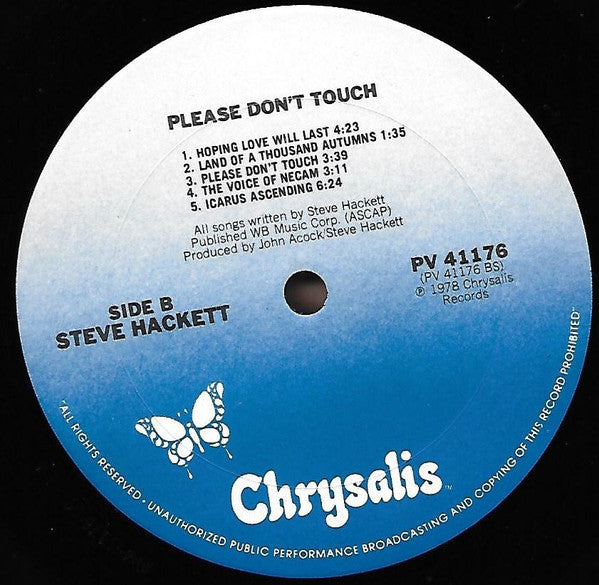 PLEASE DON'T TOUCH
1. HOPING LOVE WILL LAST 4:23
2. LAND OF A THOUSAND AUTUMNS 1:35
3. PLEASE DON'T TOUCH 3:39
4. THE VOICE OF NECAM 3:11
5. ICARUS ASCENDING 6:24
All songs written by Steve Hackett
Published WB Music Corp. (ASCAP)
Produced by John Acock/Steve Hackett
PV 41176
(PV 41176 BS)
℗ 1978 Chrysalis
Records
SIDE B
STEVE HACKETT
Chrysalis™
"ALL RIGHTS RESERVED • UNAUTHORIZED PUBLIC PERFORMANCE BROADCASTING AND COPYING OF THIS RECORD PROHIBITED"